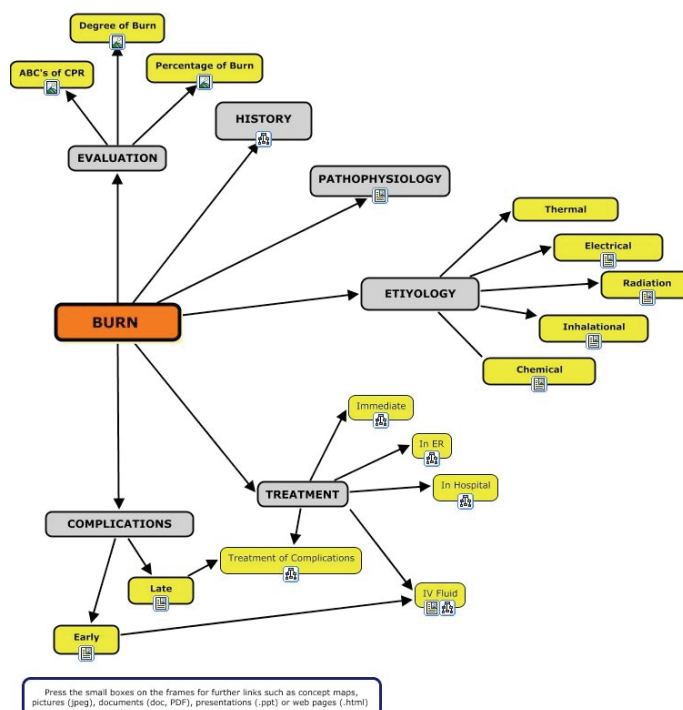 Degree of Burn
ABC's of CPR
Percentage of Burn
HISTORY
EVALUATION
PATHOPHYSIOLOGY
Thermal
Electrical
Radiation
ETIYOLOGY
BURN
Inhalational
Chemical
Immediate
In ER
In Hospital
TREATMENT
COMPLICATIONS
Treatment of Complications
Late
IV Fluid
Early
Press the small boxes on the frames for further links such as concept maps,
pictures (jpeg), documents (doc, PDF), presentations (.ppt) or web pages (.html)